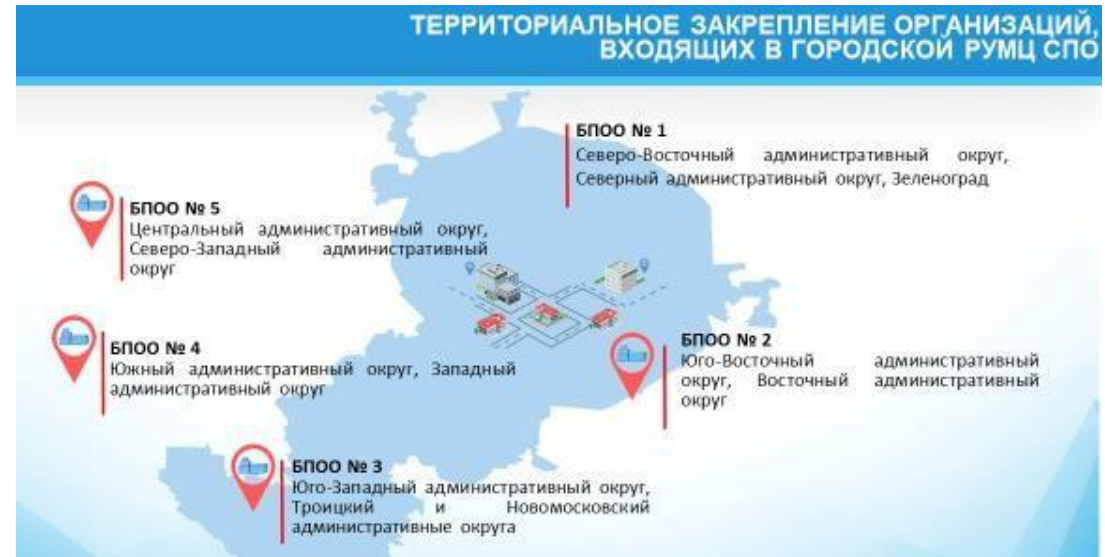 ТЕРРИТОРИАЛЬНОЕ ЗАКРЕПЛЕНИЕ ОРГАНИЗАЦИЙ,
ВХОДЯЩИХ В ГОРОДСКОЙ РУМЦ СПО
БПОО № 1
Северо-Восточный административный округ,
Северный административный округ, Зеленоград
БПОО № 5
Центральный административный округ,
Северо-Западный административный
округ
БПОО № 4
Южный административный округ, Западный
административный округ
БПОО № 2
Юго-Восточный административный
округ, Восточный административный
округ
БПОО № 3
Юго-Западный административный округ,
Троицкий и Новомосковский
административные округа